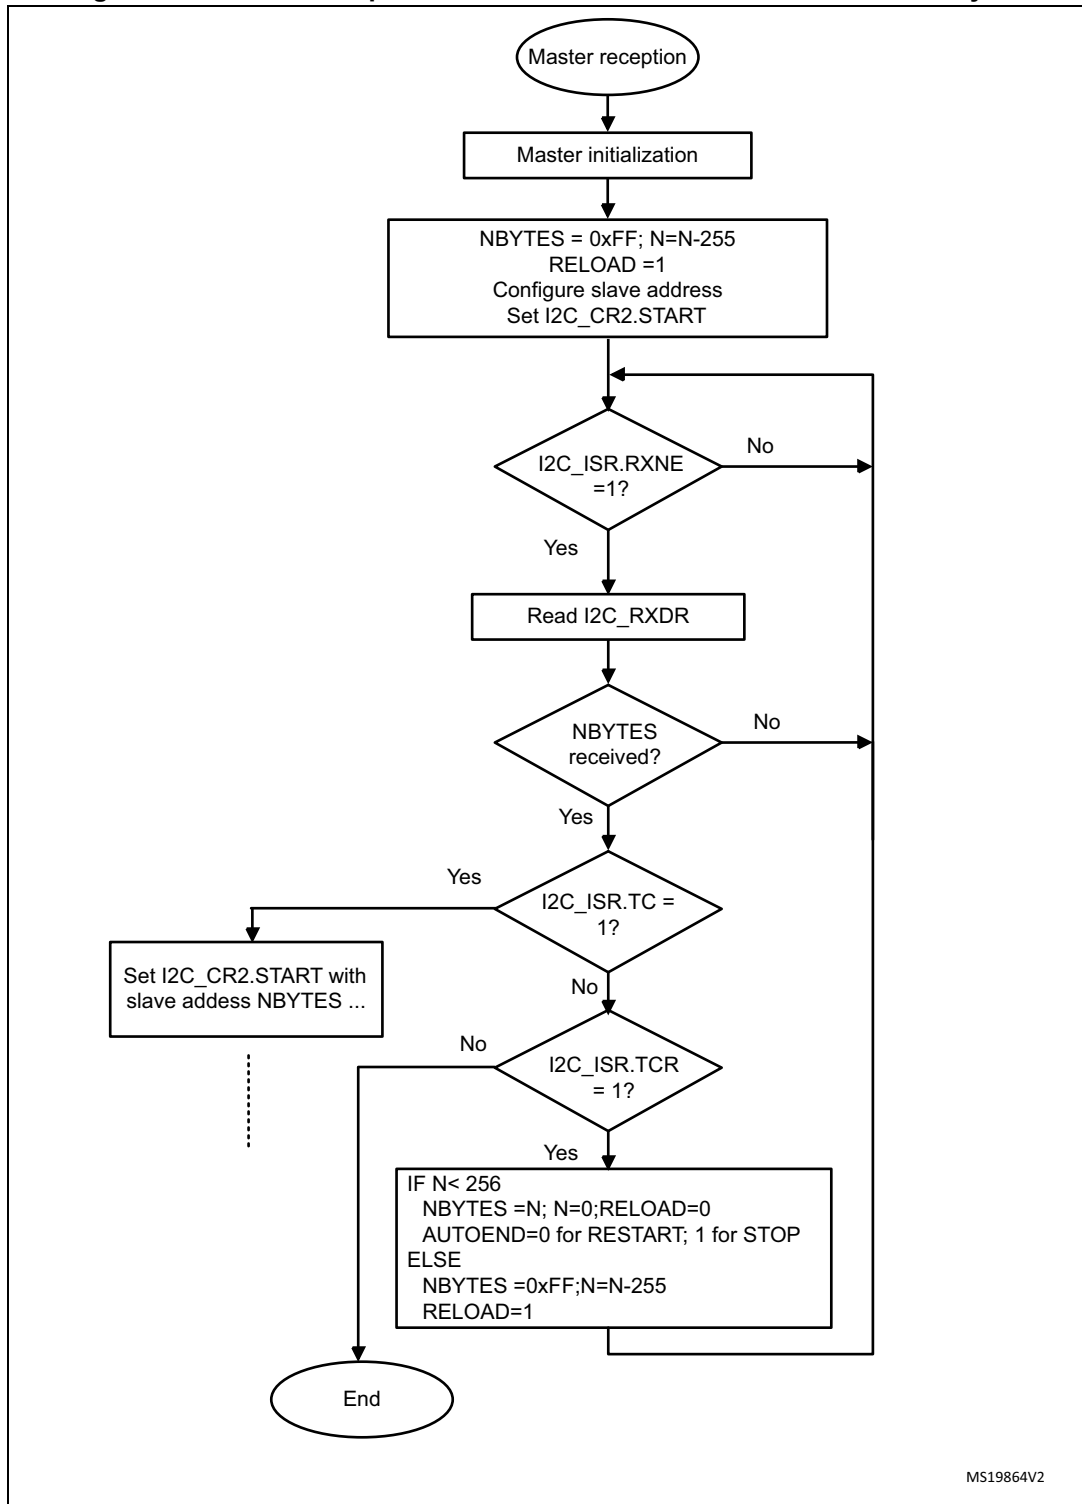 Master reception
Master initialization
NBYTES = 0xFF; N=N-255
RELOAD =1
Configure slave address
Set I2C_CR2.START
No
I2C_ISR.RXNE
=1?
Yes
Read I2C_RXDR
No
NBYTES
received?
Yes
Yes
I2C_ISR.TC =
1?
Set I2C_CR2.START with
slave addess NBYTES ...
No
No
I2C_ISR.TCR
= 1?
Yes
IF N< 256
NBYTES =N; N=0;RELOAD=0
AUTOEND=0 for RESTART; 1 for STOP
ELSE
NBYTES =0xFF;N=N-255
RELOAD=1
End
MS19864V2